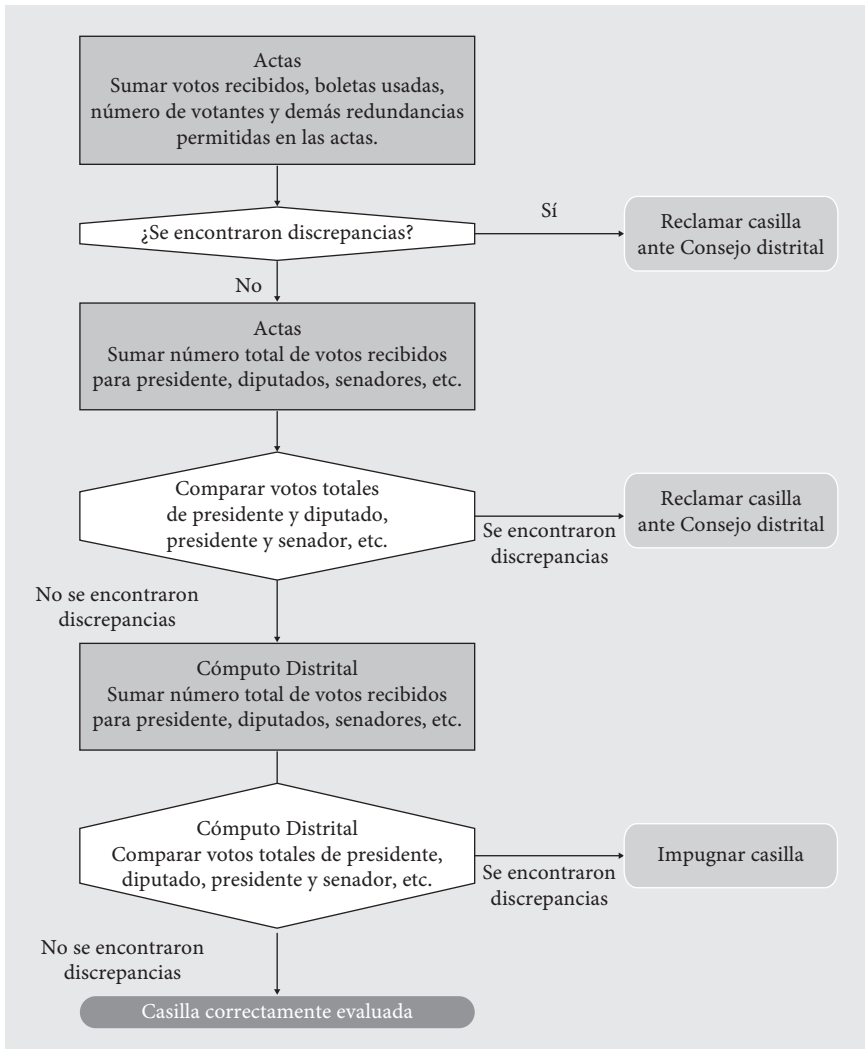 Actas
Sumar votos recibidos, boletas usadas,
número de votantes y demás redundancias
permitidas en las actas.
¿Se encontraron discrepancias?
Sí
Reclamar casilla
ante Consejo distrital
No
Actas
Sumar número total de votos recibidos
para presidente, diputados, senadores, etc.
Comparar votos totales
de presidente y diputado,
presidente y senador, etc.
Se encontraron
discrepancias
Reclamar casilla
ante Consejo distrital
No se encontraron
discrepancias
Cómputo Distrital
Sumar número total de votos recibidos
para presidente, diputados, senadores, etc.
Cómputo Distrital
Comparar votos totales de presidente,
diputado, presidente y senador, etc.
Se encontraron
discrepancias
Impugnar casilla
No se encontraron
discrepancias
Casilla correctamente evaluada